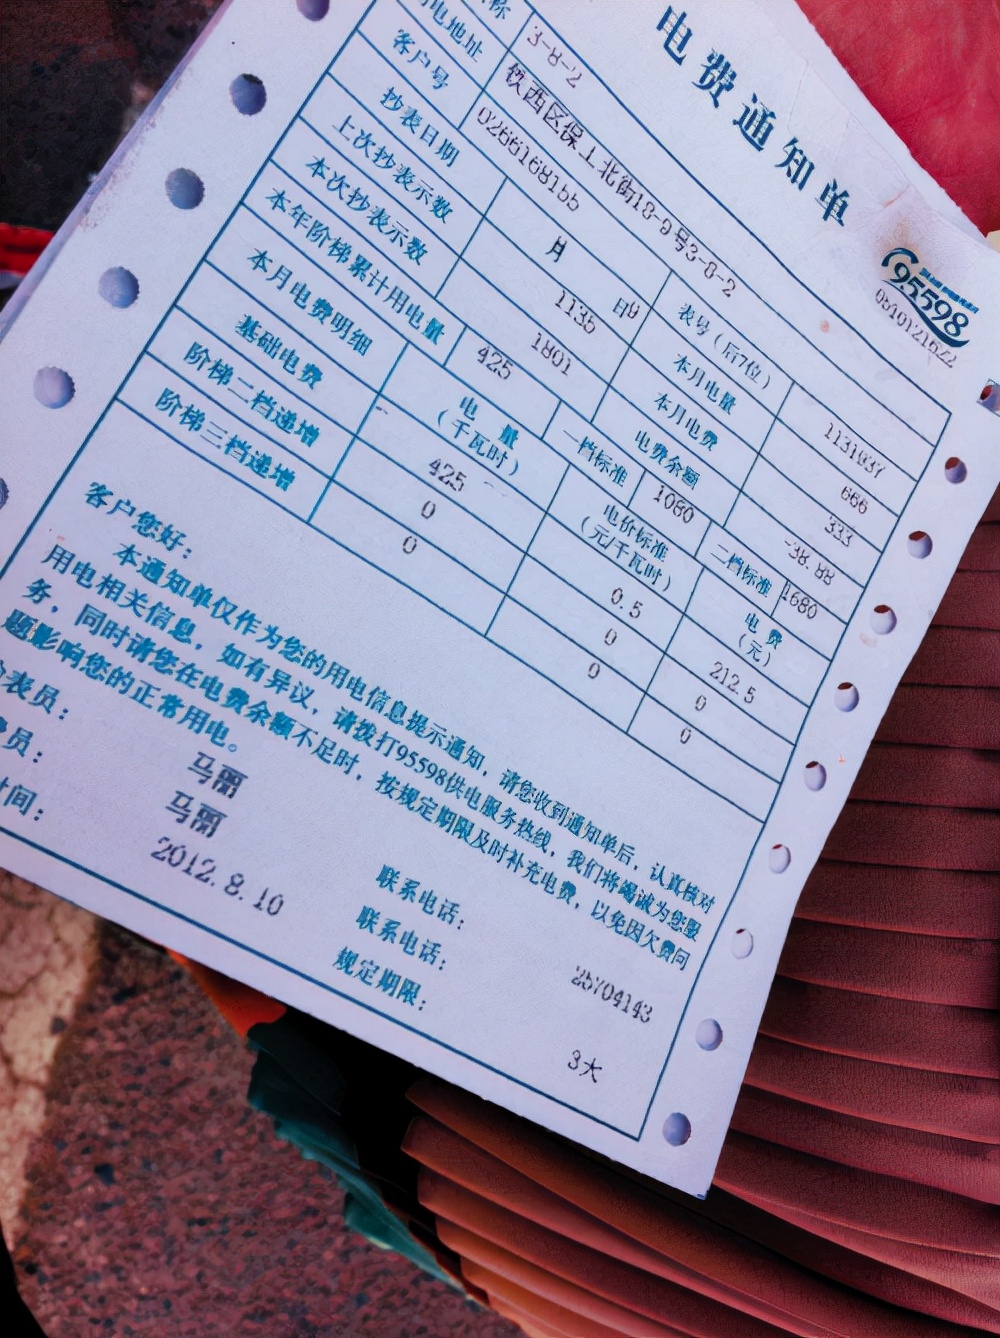 电费通知单
95598
称 3-8-2
电地址 铁西区保工北街18-9号3-8-2
客户号 0266168155
抄表日期 月 日9 表号（后7位） 1131037
上次抄表示数 1135 本月电量 666
本次抄表示数 1801 本月电费 333
电费余额 -38.88
本年阶梯累计用电量 425 一档标准 1080 二档标准 1680
本月电费明细 电量（千瓦时） 电价标准（元/千瓦时） 电费（元）
基础电费 425 0.5 212.5
阶梯二档递增 0 0 0
阶梯三档递增 0 0 0
客户您好：
本通知单仅作为您的用电信息提示通知，请您收到通知单后，认真核对
用电相关信息，如有异议，请拨打95598供电服务热线，我们将竭诚为您服
务，同时请您在电费余额不足时，按规定期限及时补充电费，以免因欠费问
题影响您的正常用电。
表员： 马丽 联系电话：
员： 马丽 联系电话： 25704143
时间： 2012.8.10 规定期限： 3天